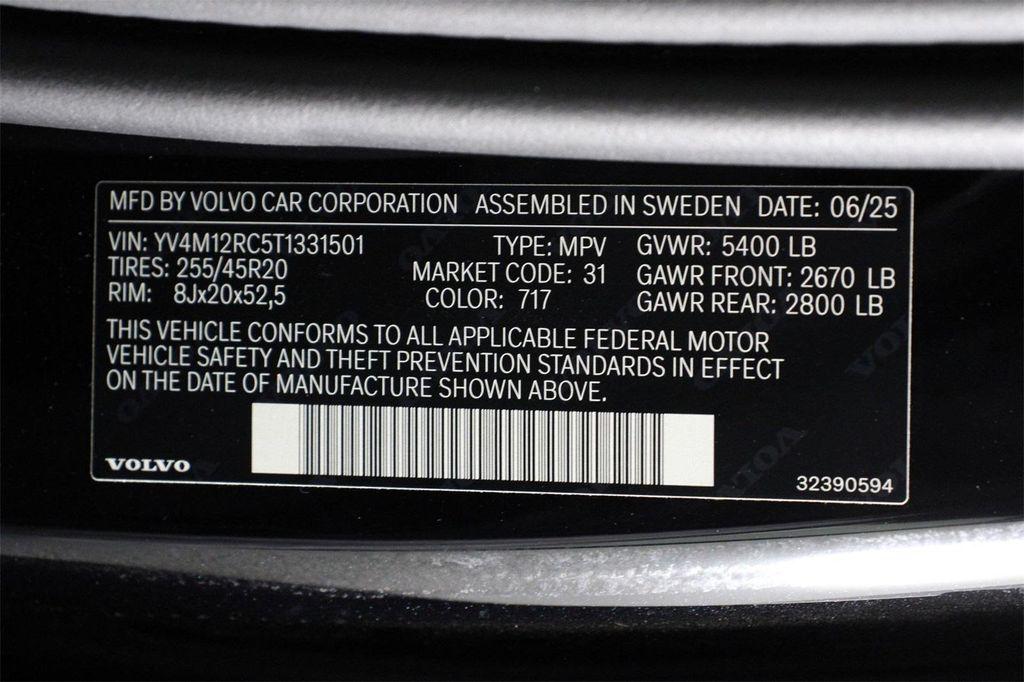 MFD BY VOLVO CAR CORPORATION ASSEMBLED IN SWEDEN DATE: 06/25
VIN: YV4M12RC5T1331501 TYPE: MPV GVWR: 5400 LB
TIRES: 255/45R20 MARKET CODE: 31 GAWR FRONT: 2670 LB
RIM: 8Jx20x52,5 COLOR: 717 GAWR REAR: 2800 LB
THIS VEHICLE CONFORMS TO ALL APPLICABLE FEDERAL MOTOR
VEHICLE SAFETY AND THEFT PREVENTION STANDARDS IN EFFECT
ON THE DATE OF MANUFACTURE SHOWN ABOVE.
VOLVO 32390594